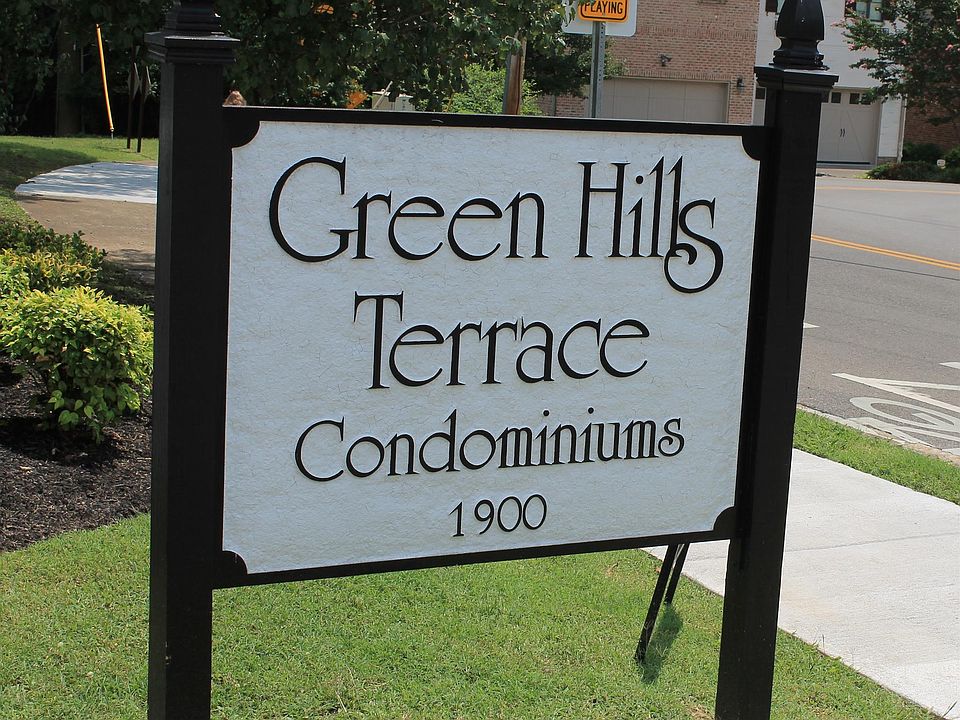 PLAYING
Green Hills
Terrace
Condominiums
1900